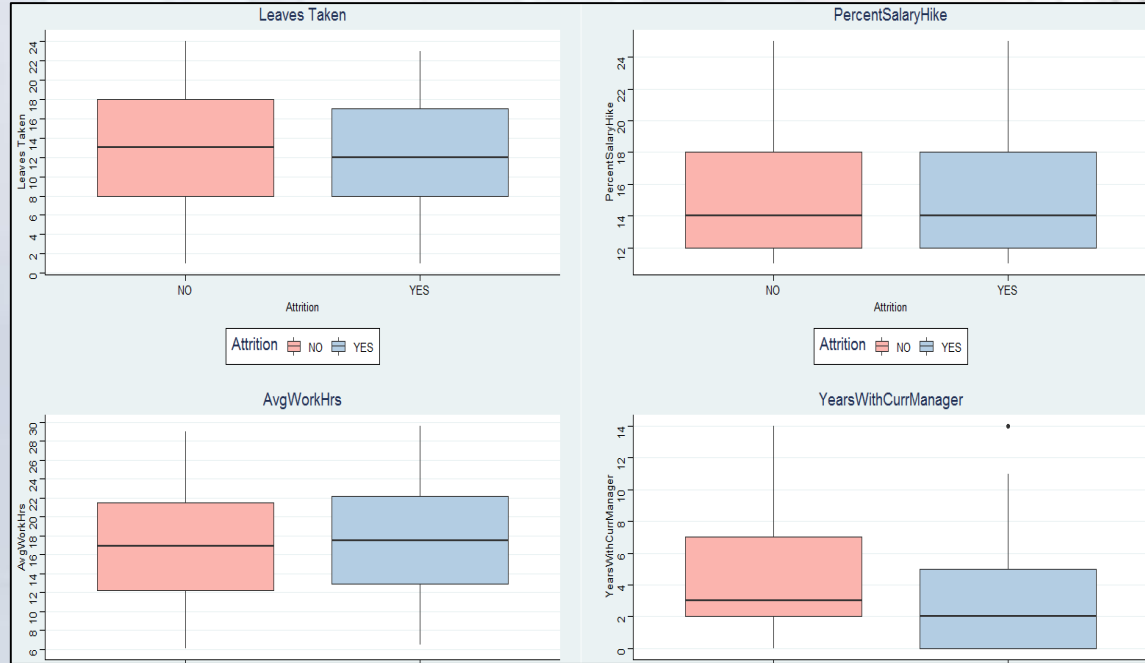 Leaves Taken
Leaves Taken
24
22
20
18
16
14
12
10
8
6
4
2
0
NO YES
Attrition
Attrition NO YES
PercentSalaryHike
PercentSalaryHike
24
22
20
18
16
14
12
NO YES
Attrition
Attrition NO YES
AvgWorkHrs
AvgWorkHrs
30
28
26
24
22
20
18
16
14
12
10
8
6
YearsWithCurrManager
YearsWithCurrManager
14
12
10
8
6
4
2
0